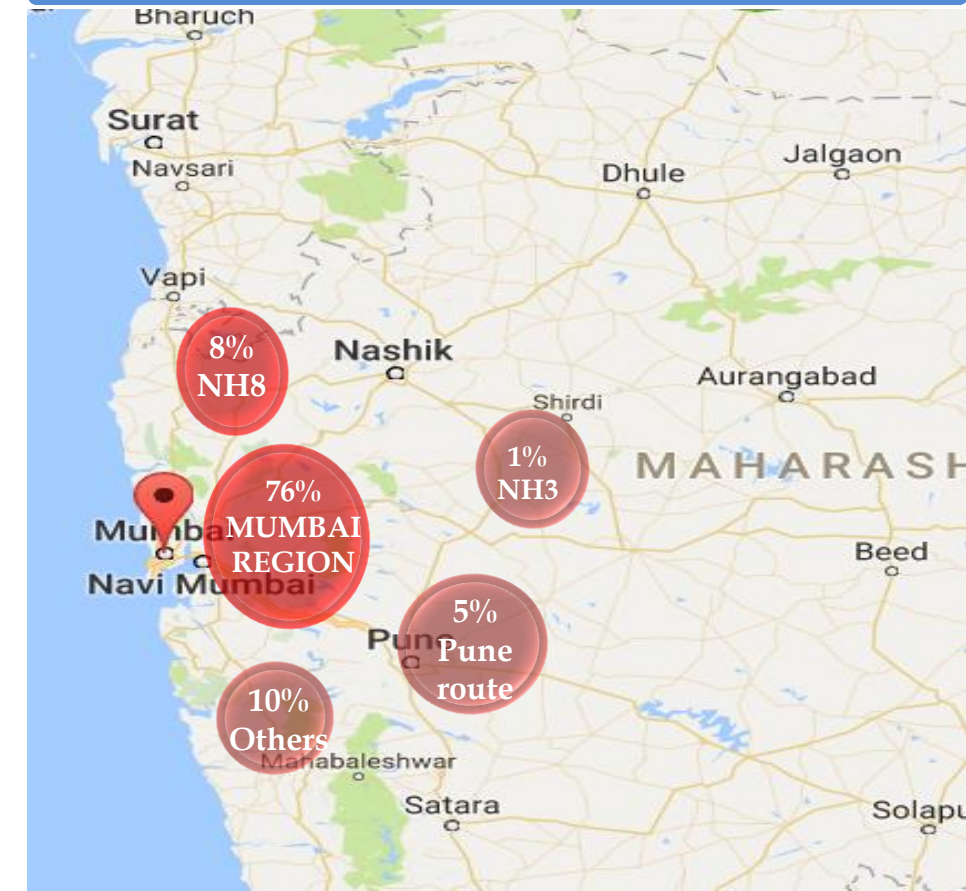 Bharuch
Surat
Navsari
Dhule
Jalgaon
Vapi
8%
NH8
Nashik
Aurangabad
Shirdi
1%
NH3
MAHARASH
76%
MUMBAI
REGION
Mumbai
Navi Mumbai
Beed
5%
Pune
route
Pune
10%
Others
Mahabaleshwar
Satara
Solapu